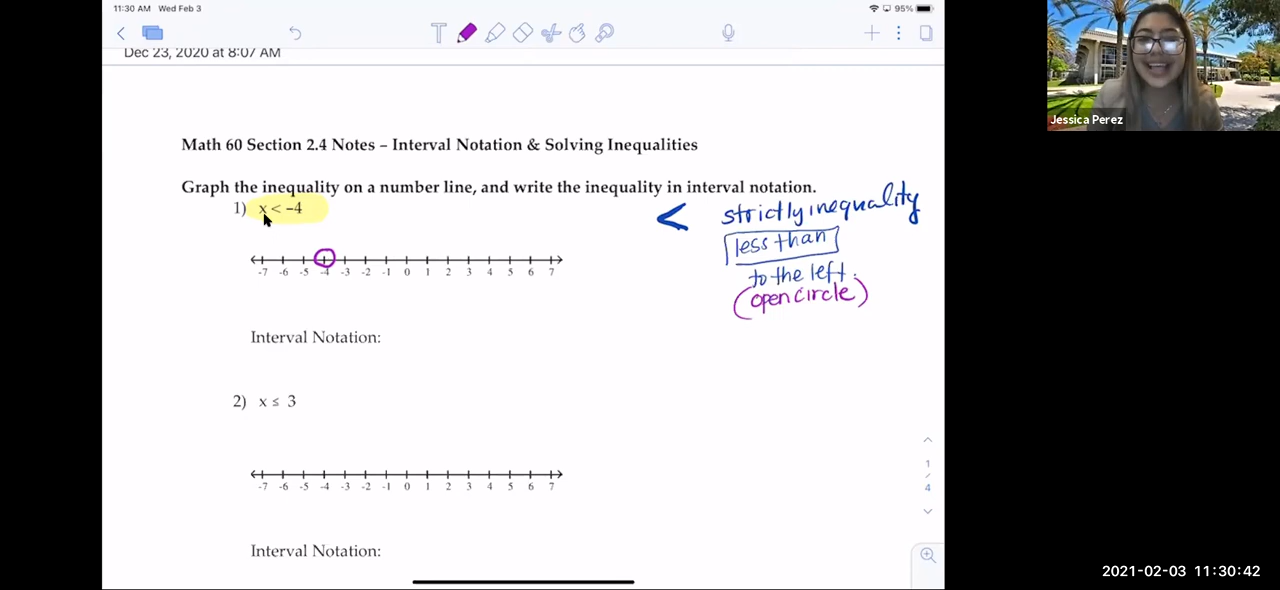 11:30 AM Wed Feb 3
95%
Dec 23, 2020 at 8:07 AM
Jessica Perez
Math 60 Section 2.4 Notes – Interval Notation & Solving Inequalities
Graph the inequality on a number line, and write the inequality in interval notation.
1) x < -4
< strictly inequality
less than
to the left.
(open circle)
-7 -6 -5 -4 -3 -2 -1 0 1 2 3 4 5 6 7
Interval Notation:
2) x ≤ 3
-7 -6 -5 -4 -3 -2 -1 0 1 2 3 4 5 6 7
Interval Notation:
1
/
4
2021-02-03 11:30:42